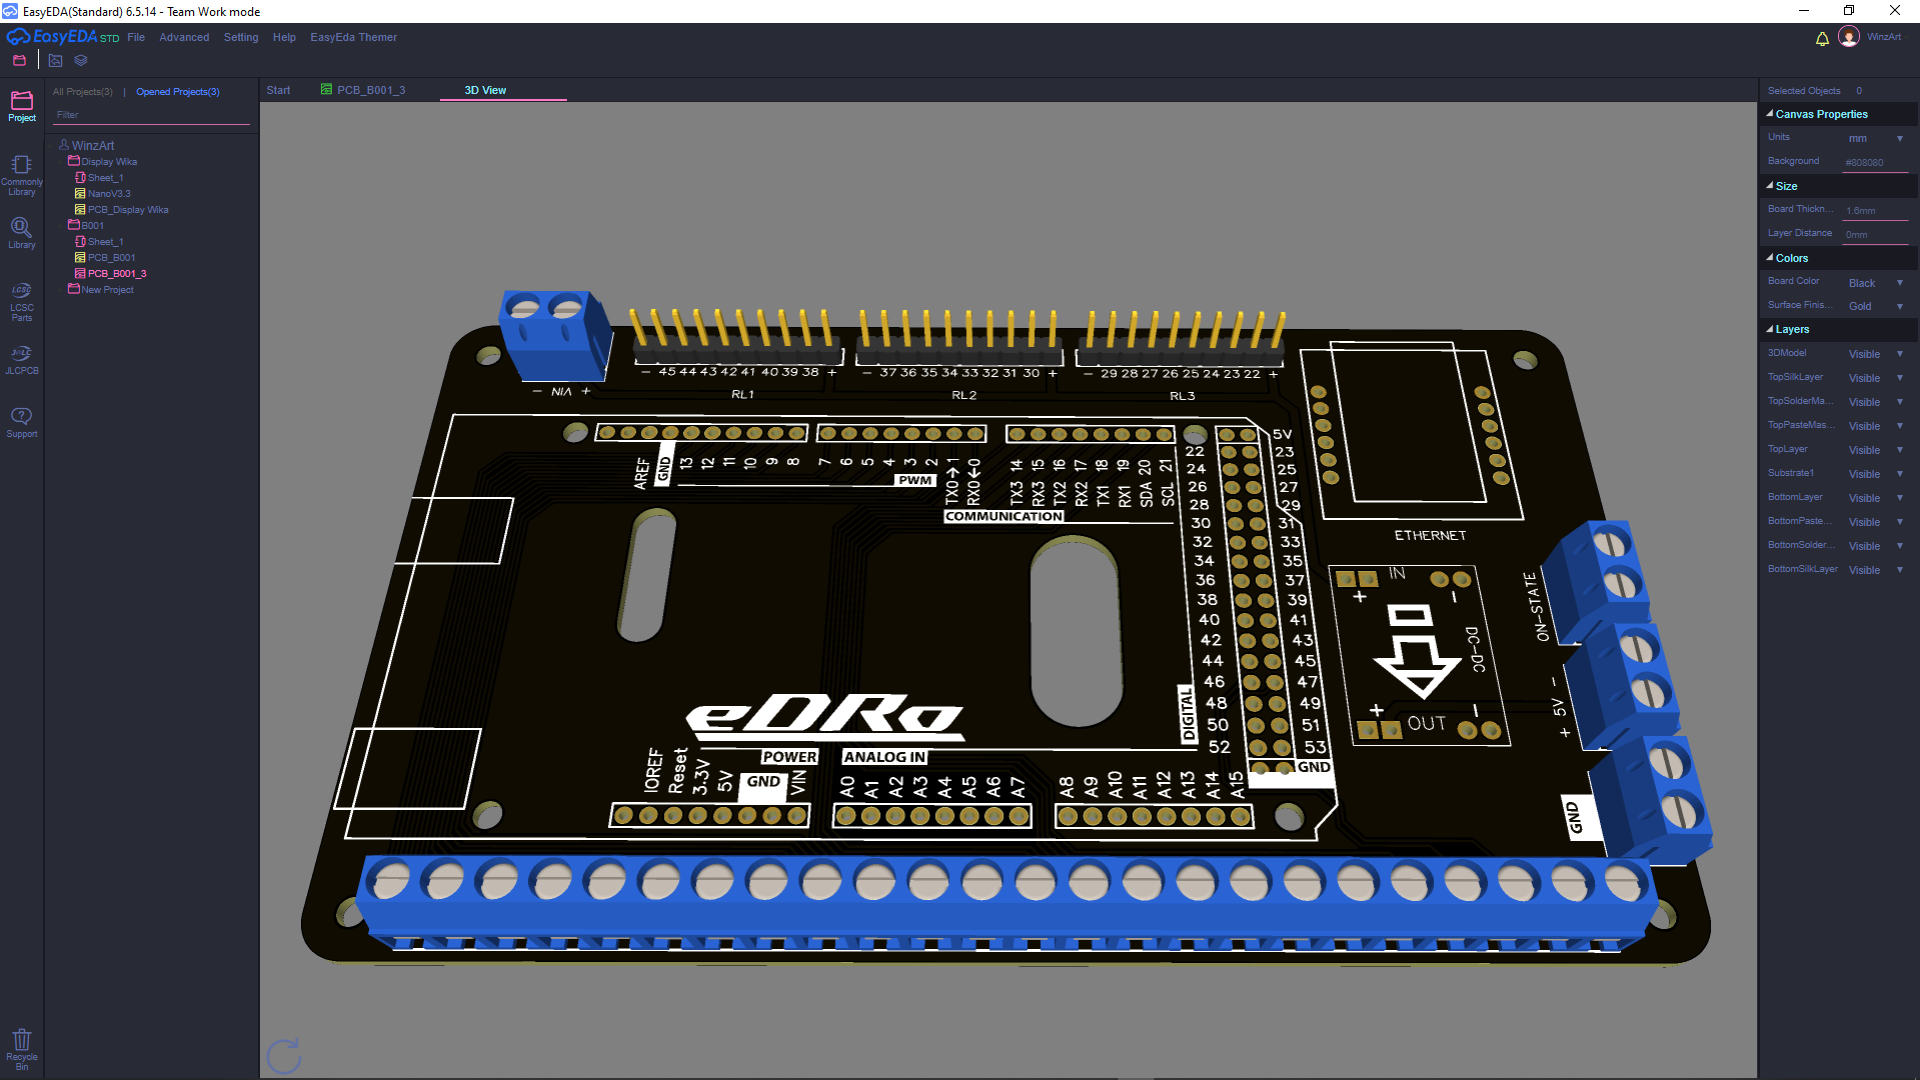 EasyEDA(Standard) 6.5.14 - Team Work mode
EasyEDA STD File Advanced Setting Help EasyEda Themer
WinzArt
All Projects(3) | Opened Projects(3)
Filter
Project
Commonly Library
Library
LCSC
LCSC Parts
JLC
JLCPCB
Support
Recycle Bin
WinzArt
Display Wika
Sheet_1
NanoV3.3
PCB_Display Wika
B001
Sheet_1
PCB_B001
PCB_B001_3
New Project
Start PCB_B001_3 3D View
− 45 44 43 42 41 40 39 38 +
− 37 36 35 34 33 32 31 30 +
− 29 28 27 26 25 24 23 22 +
− VIN +
RL1 RL2 RL3
AREF GND 13 12 11 10 9 8
7 6 5 4 3 2 TX0→1 RX0←0
PWM
TX3 14 RX3 15 TX2 16 RX2 17 TX1 18 RX1 19 SDA 20 SCL 21
COMMUNICATION
5V
22 23
24 25
26 27
28 29
30 31
32 33
34 35
36 37
38 39
40 41
42 43
44 45
46 47
48 49
50 51
52 53
GND
DIGITAL
ETHERNET
IN
+ −
DC-DC
+ −
OUT
ON-STATE
+ 5V −
GND
eDRo
POWER ANALOG IN
IOREF Reset 3.3V 5V GND VIN
A0 A1 A2 A3 A4 A5 A6 A7
A8 A9 A10 A11 A12 A13 A14 A15
Selected Objects 0
Canvas Properties
Units mm
Background #808080
Size
Board Thickn... 1.6mm
Layer Distance 0mm
Colors
Board Color Black
Surface Finis... Gold
Layers
3DModel Visible
TopSilkLayer Visible
TopSolderMa... Visible
TopPasteMas... Visible
TopLayer Visible
Substrate1 Visible
BottomLayer Visible
BottomPaste... Visible
BottomSolder... Visible
BottomSilkLayer Visible